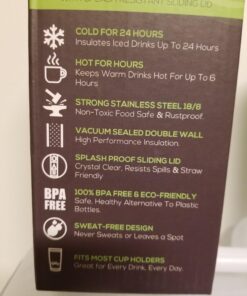 RESISTANT SLIDING LID
COLD FOR 24 HOURS
Insulates Iced Drinks Up To 24 Hours
HOT FOR HOURS
Keeps Warm Drinks Hot For Up To 6
Hours
STRONG STAINLESS STEEL 18/8
Non-Toxic Food Safe & Rustproof.
VACUUM SEALED DOUBLE WALL
High Performance Insulation.
SPLASH PROOF SLIDING LID
Crystal Clear, Resists Spills & Straw
Friendly
BPA
FREE
100% BPA FREE & ECO-FRIENDLY
Safe, Healthy Alternative To Plastic
Bottles.
SWEAT-FREE DESIGN
Never Sweats or Leaves a Spot
FITS MOST CUP HOLDERS
Great for Every Drink, Every Day.